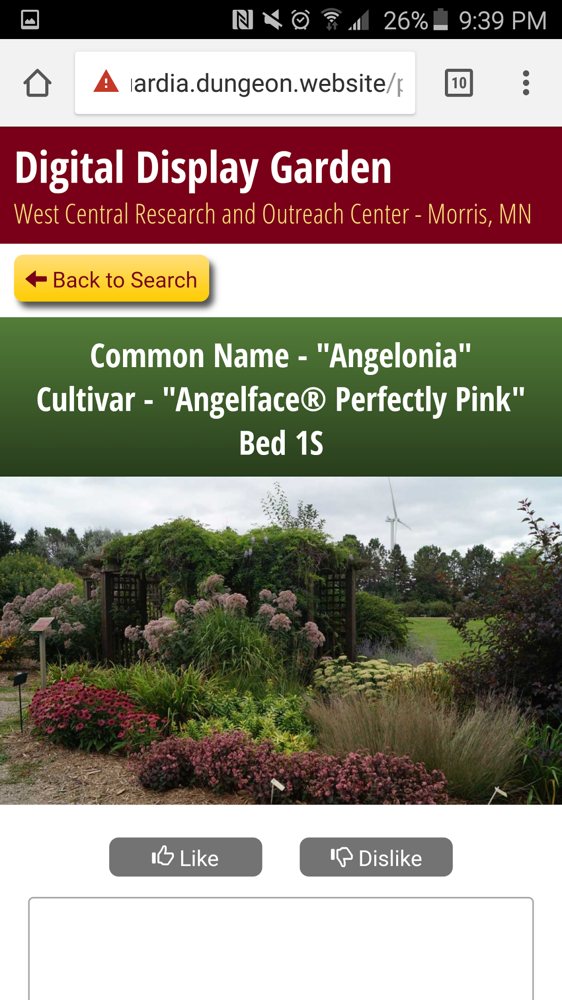 26% 9:39 PM
ardia.dungeon.website/p
10
Digital Display Garden
West Central Research and Outreach Center - Morris, MN
Back to Search
Common Name - "Angelonia"
Cultivar - "Angelface® Perfectly Pink"
Bed 1S
Like
Dislike